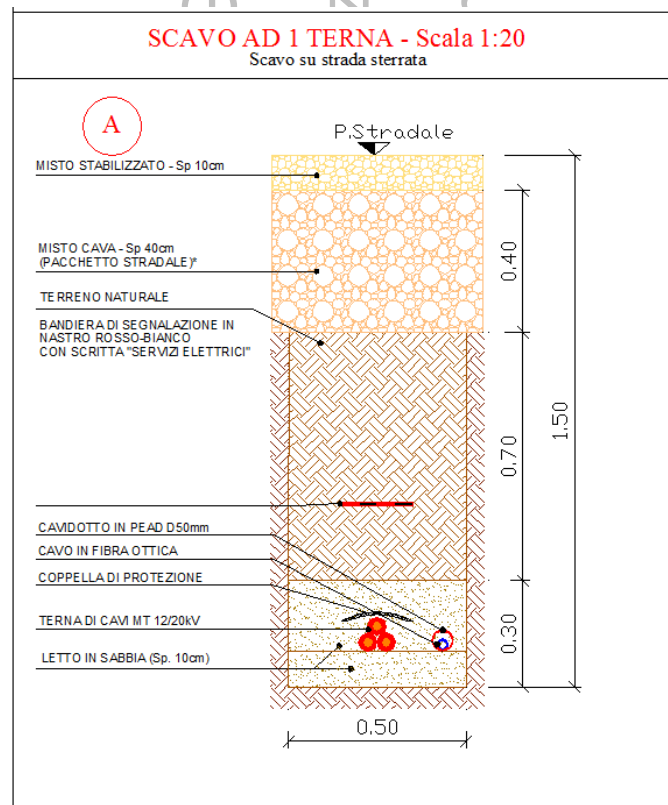 SCAVO AD 1 TERNA - Scala 1:20
Scavo su strada sterrata
A
P.Stradale
MISTO STABILIZZATO - Sp 10cm
MISTO CAVA - Sp 40cm
(PACCHETTO STRADALE)*
TERRENO NATURALE
BANDIERA DI SEGNALAZIONE IN
NASTRO ROSSO-BIANCO
CON SCRITTA "SERVIZI ELETTRICI"
CAVIDOTTO IN PEAD D50mm
CAVO IN FIBRA OTTICA
COPPELLA DI PROTEZIONE
TERNA DI CAVI MT 12/20kV
LETTO IN SABBIA (Sp. 10cm)
0.40
0.70
0.30
1.50
0.50